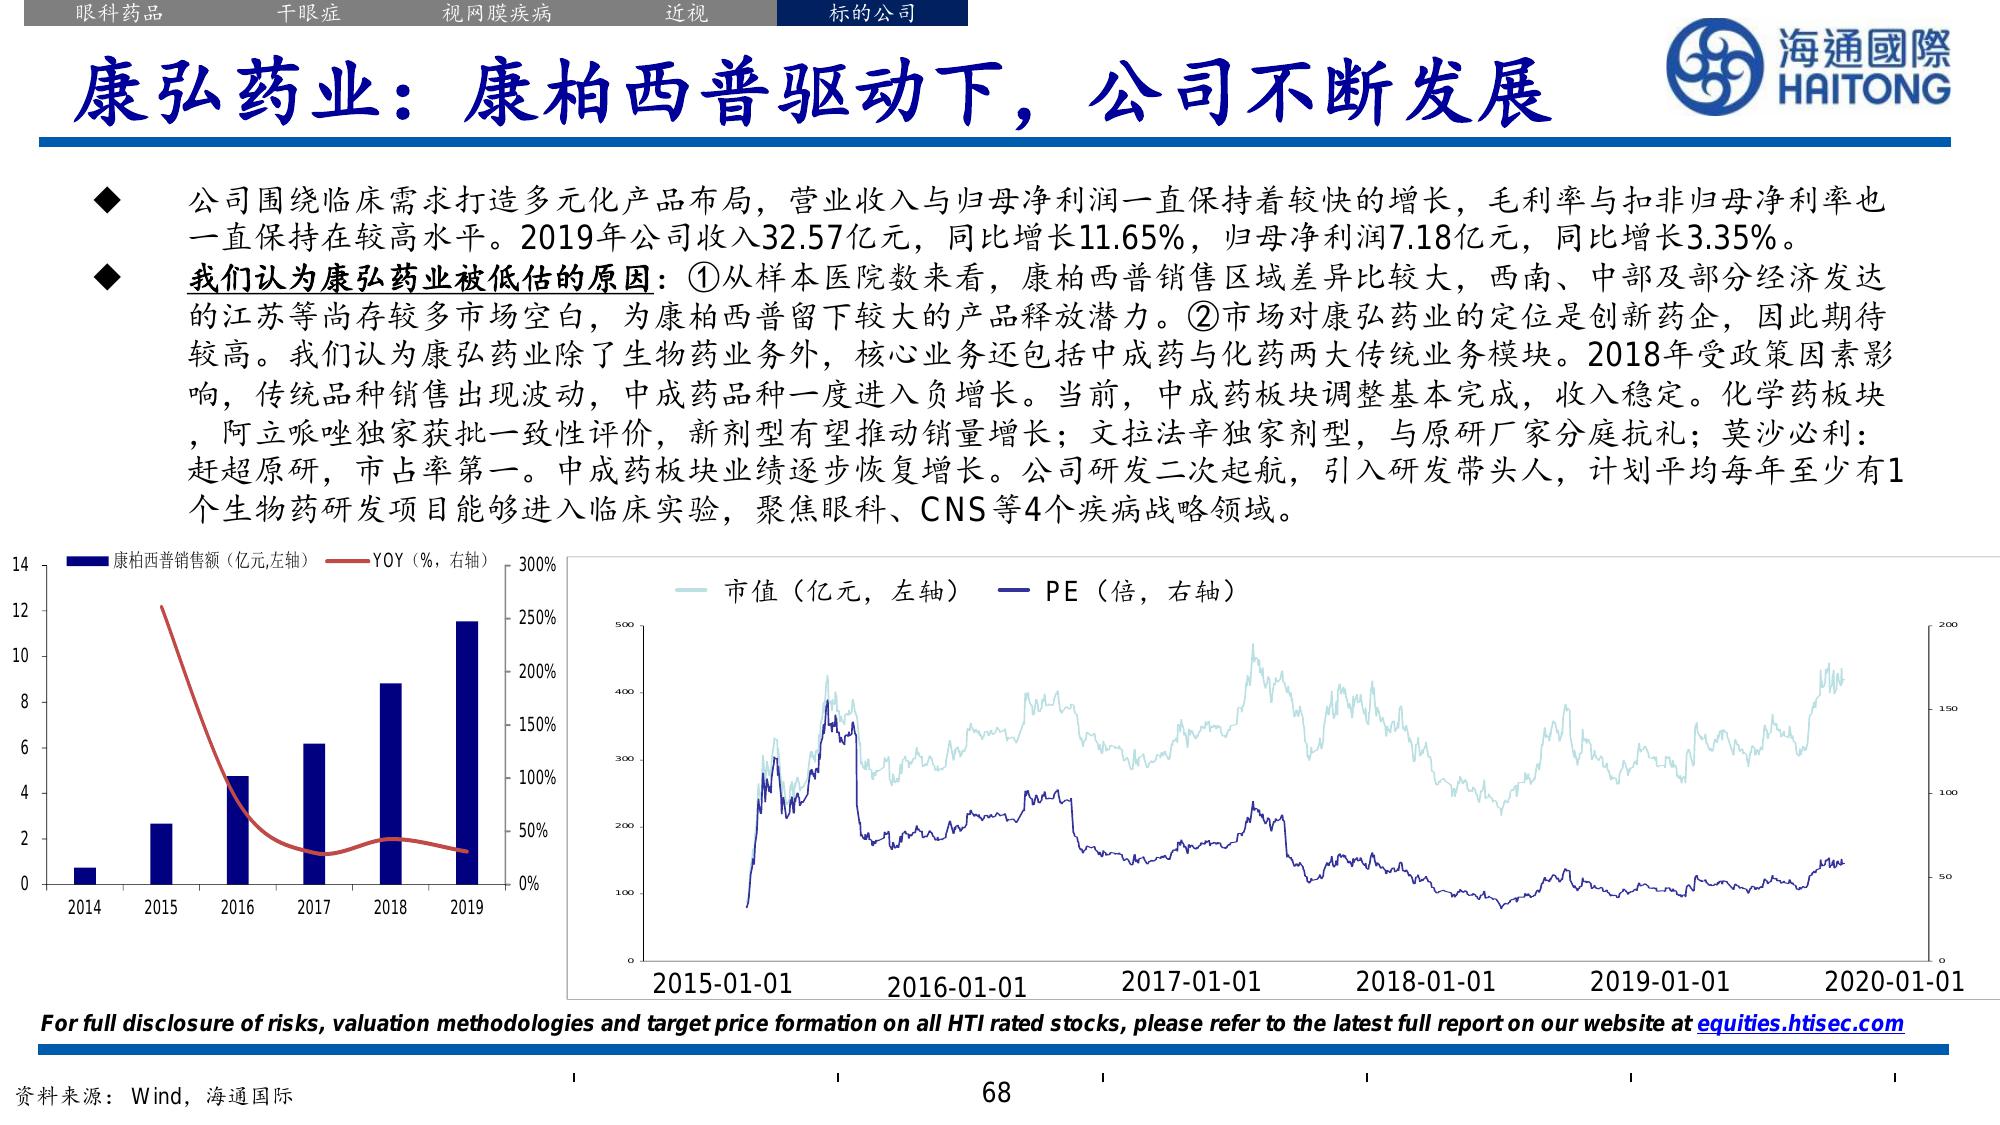 眼科药品 干眼症 视网膜疾病 近视 标的公司
海通國際
HAITONG
康弘药业：康柏西普驱动下，公司不断发展
◆ 公司围绕临床需求打造多元化产品布局，营业收入与归母净利润一直保持着较快的增长，毛利率与扣非归母净利率也
一直保持在较高水平。2019年公司收入32.57亿元，同比增长11.65%，归母净利润7.18亿元，同比增长3.35%。
◆ 我们认为康弘药业被低估的原因：①从样本医院数来看，康柏西普销售区域差异比较大，西南、中部及部分经济发达
的江苏等尚存较多市场空白，为康柏西普留下较大的产品释放潜力。②市场对康弘药业的定位是创新药企，因此期待
较高。我们认为康弘药业除了生物药业务外，核心业务还包括中成药与化药两大传统业务模块。2018年受政策因素影
响，传统品种销售出现波动，中成药品种一度进入负增长。当前，中成药板块调整基本完成，收入稳定。化学药板块
，阿立哌唑独家获批一致性评价，新剂型有望推动销量增长；文拉法辛独家剂型，与原研厂家分庭抗礼；莫沙必利：
赶超原研，市占率第一。中成药板块业绩逐步恢复增长。公司研发二次起航，引入研发带头人，计划平均每年至少有1
个生物药研发项目能够进入临床实验，聚焦眼科、CNS等4个疾病战略领域。
康柏西普销售额（亿元,左轴） YOY（%，右轴）
14
12
10
8
6
4
2
0
300%
250%
200%
150%
100%
50%
0%
2014 2015 2016 2017 2018 2019
市值（亿元，左轴） PE（倍，右轴）
500
400
300
200
100
0
200
150
100
50
0
2015-01-01 2016-01-01 2017-01-01 2018-01-01 2019-01-01 2020-01-01
For full disclosure of risks, valuation methodologies and target price formation on all HTI rated stocks, please refer to the latest full report on our website at equities.htisec.com
资料来源：Wind，海通国际
68